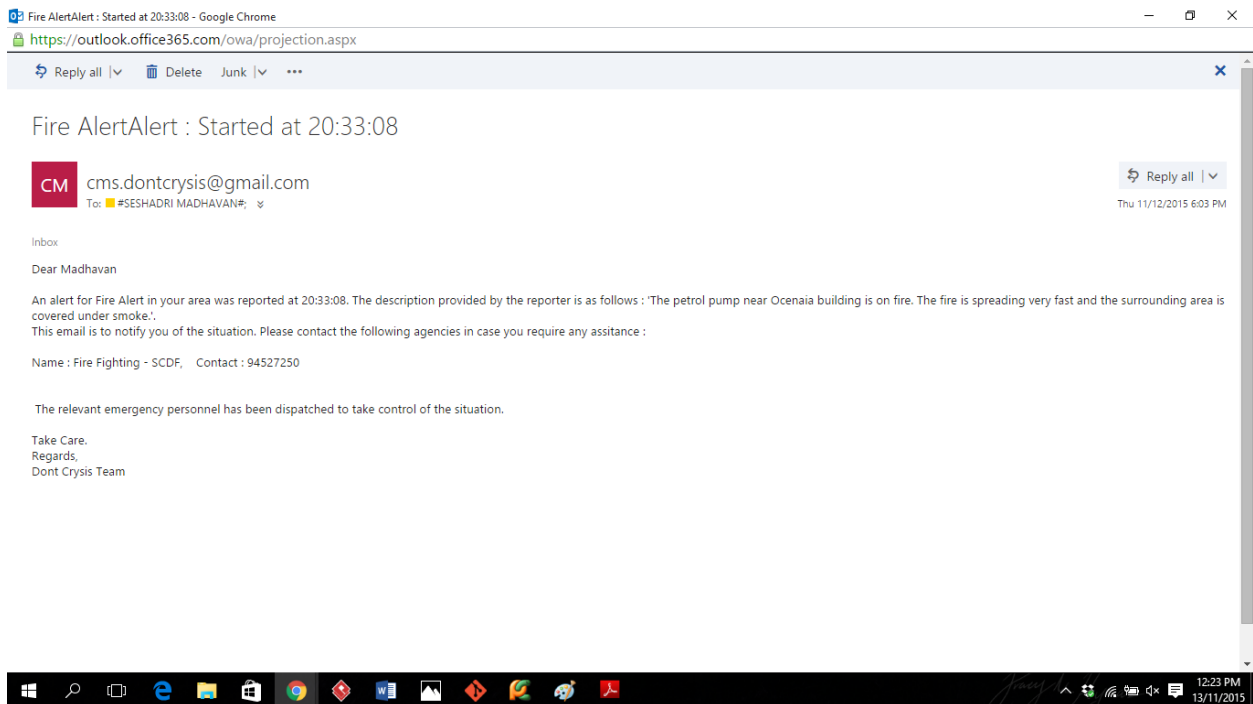 Fire AlertAlert : Started at 20:33:08 - Google Chrome
https://outlook.office365.com/owa/projection.aspx
Reply all Delete Junk
Fire AlertAlert : Started at 20:33:08
CM
cms.dontcrysis@gmail.com
To: #SESHADRI MADHAVAN#;
Reply all
Thu 11/12/2015 6:03 PM
Inbox
Dear Madhavan
An alert for Fire Alert in your area was reported at 20:33:08. The description provided by the reporter is as follows : 'The petrol pump near Ocenaia building is on fire. The fire is spreading very fast and the surrounding area is
covered under smoke.'.
This email is to notify you of the situation. Please contact the following agencies in case you require any assitance :
Name : Fire Fighting - SCDF, Contact : 94527250
The relevant emergency personnel has been dispatched to take control of the situation.
Take Care.
Regards,
Dont Crysis Team
12:23 PM
13/11/2015